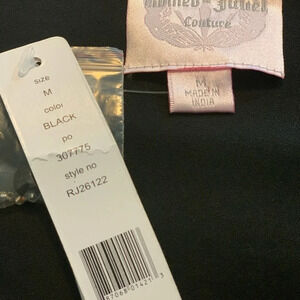 size
M
color
BLACK
po
307775
style no
RJ26122
Couture
M
MADE IN
INDIA